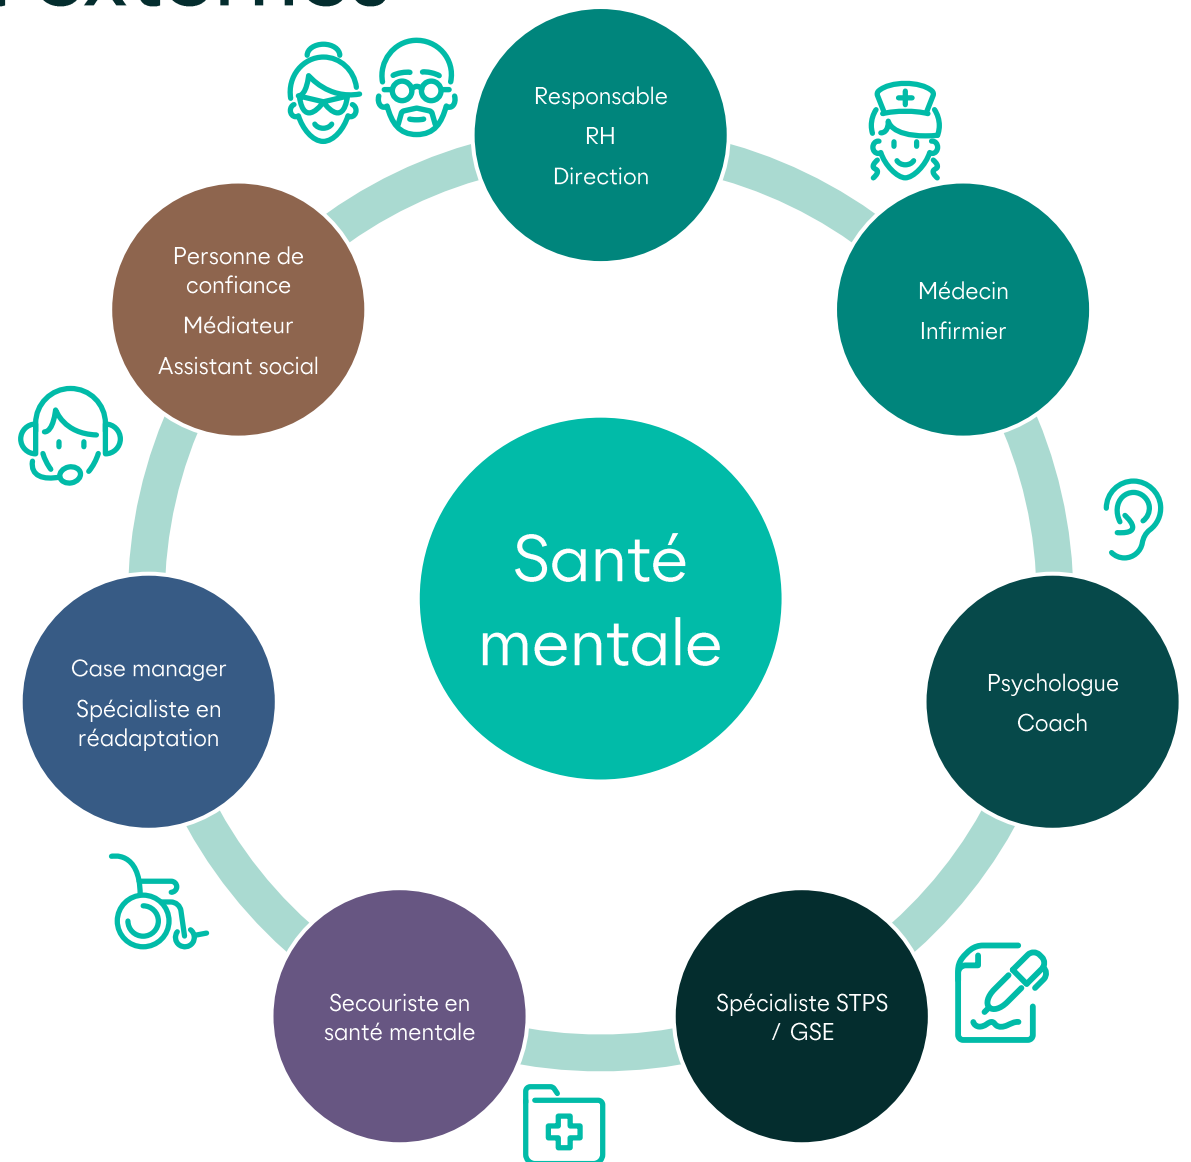 externes
Responsable
RH
Direction
Médecin
Infirmier
Psychologue
Coach
Spécialiste STPS
/ GSE
Secouriste en
santé mentale
Case manager
Spécialiste en
réadaptation
Personne de
confiance
Médiateur
Assistant social
Santé
mentale